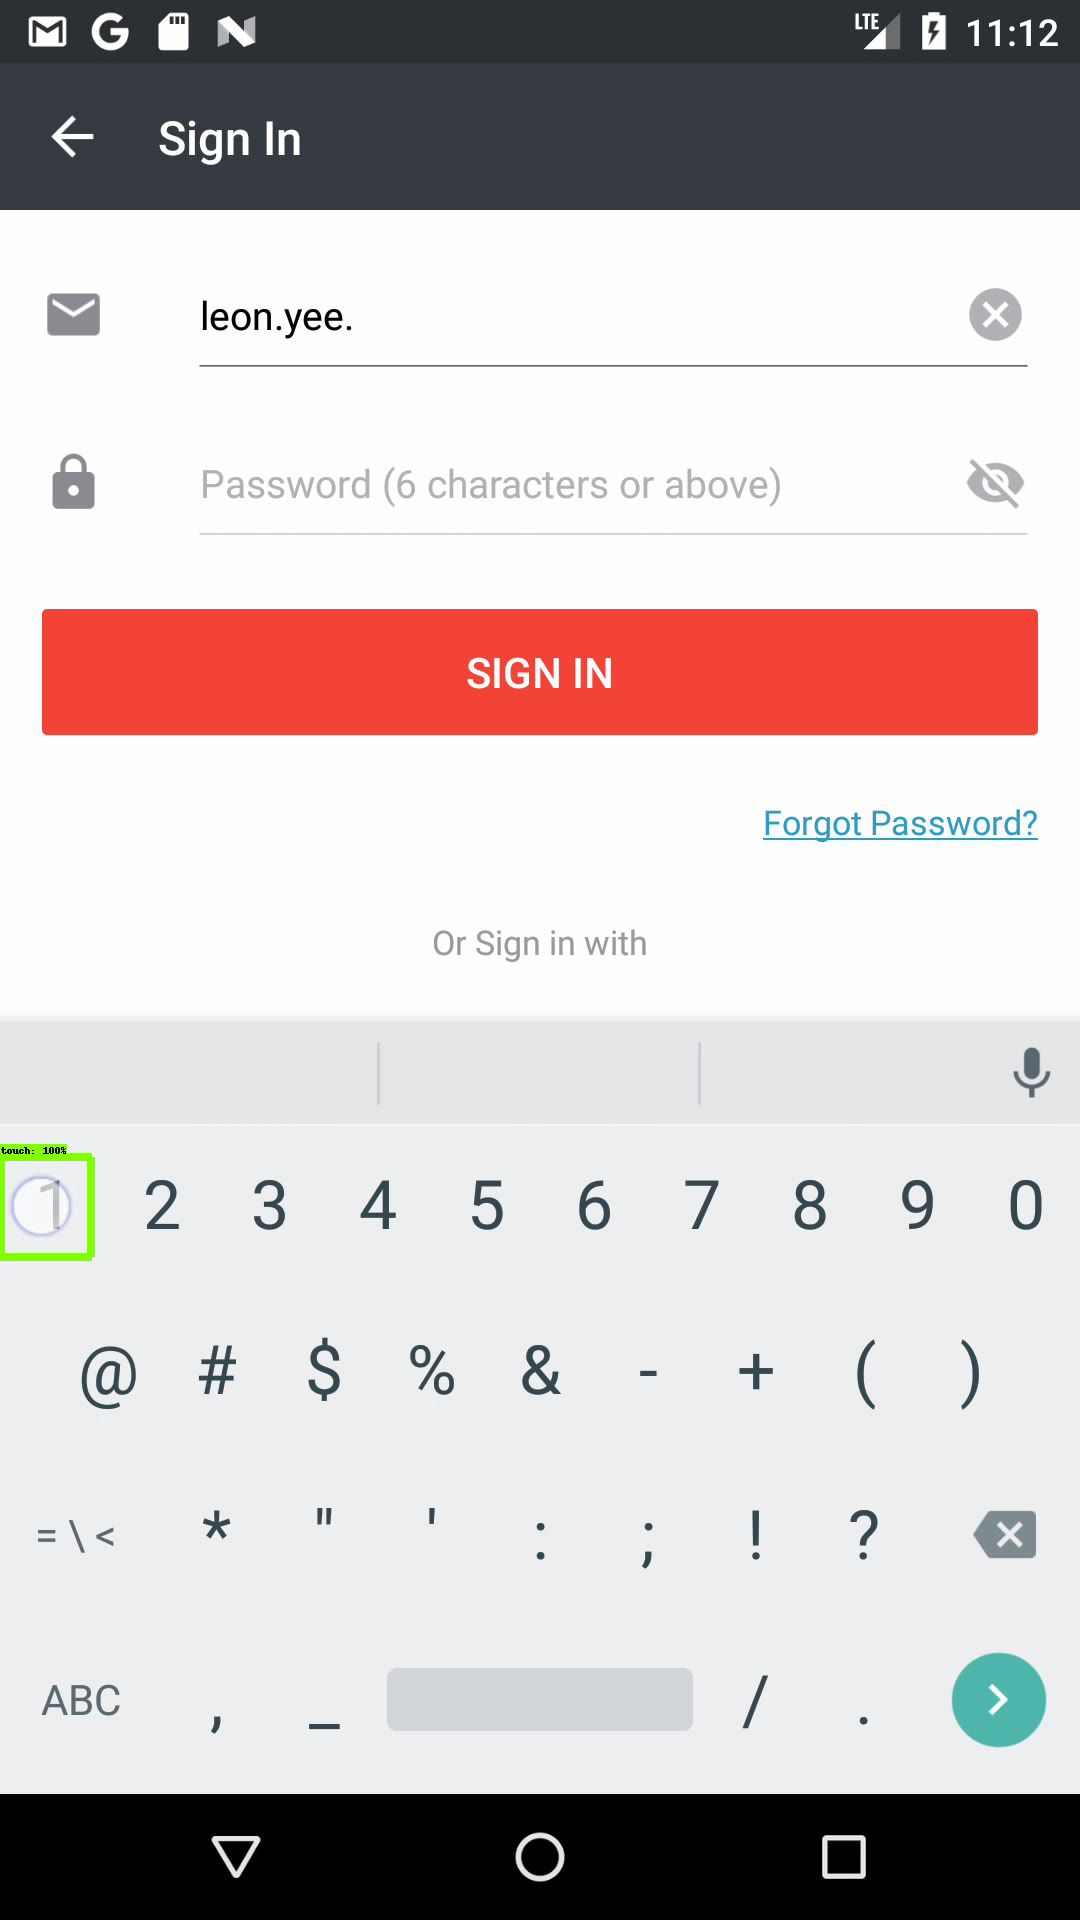 LTE 11:12
Sign In
leon.yee.
Password (6 characters or above)
SIGN IN
Forgot Password?
Or Sign in with
touch: 100%
1 2 3 4 5 6 7 8 9 0
@ # $ % & - + ( )
= \ < * " ' : ; ! ?
ABC , _ / .